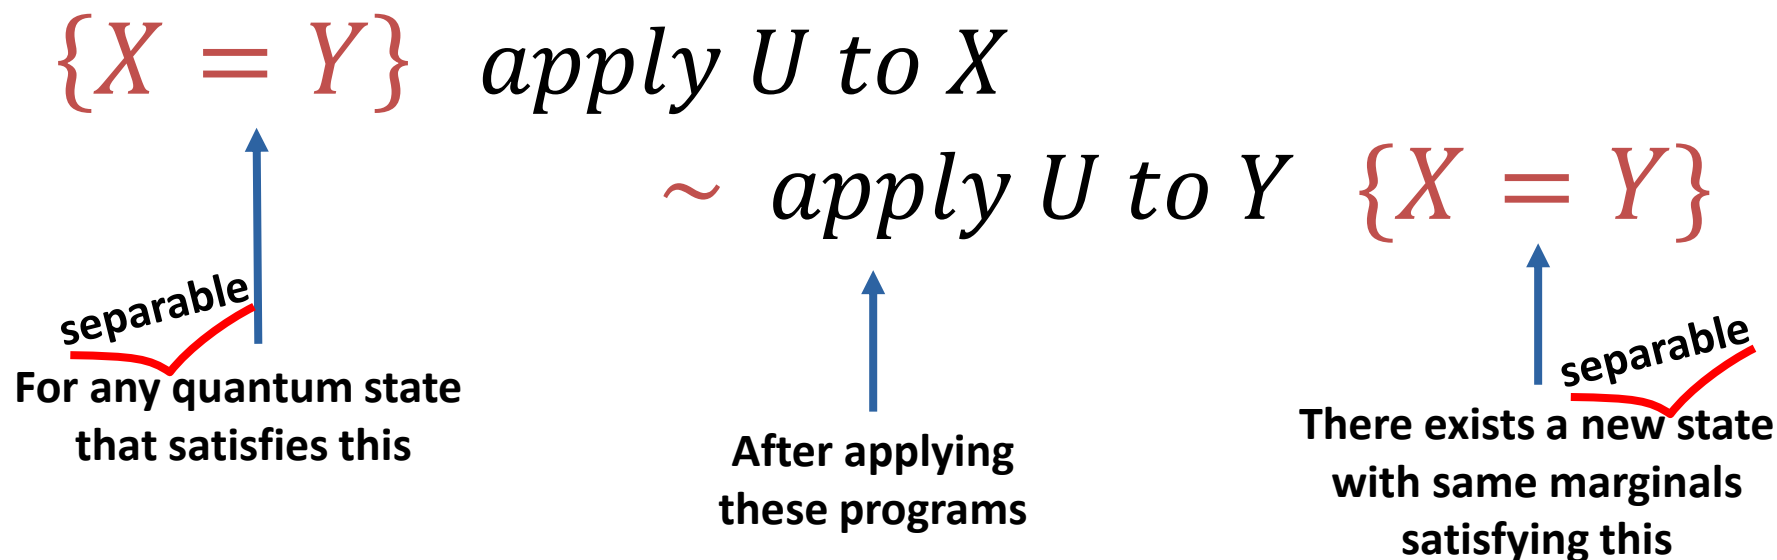 {X = Y} apply U to X
~ apply U to Y {X = Y}
separable
For any quantum state
that satisfies this
After applying
these programs
separable
There exists a new state
with same marginals
satisfying this